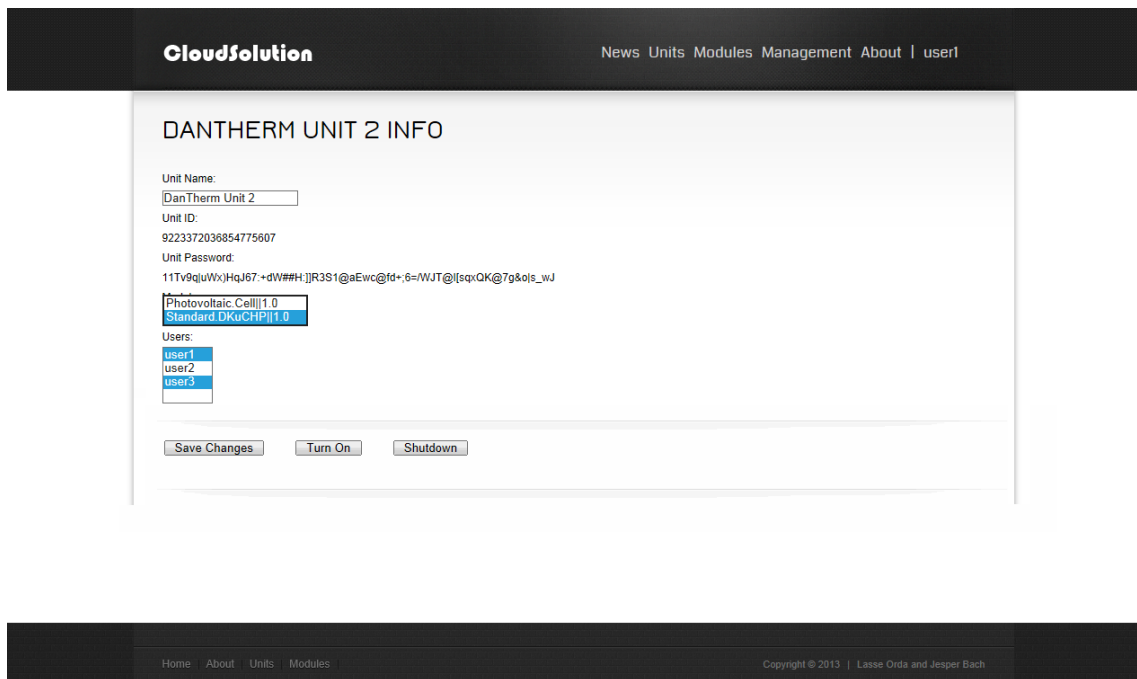 CloudSolution
News Units Modules Management About | user1
DANTHERM UNIT 2 INFO
Unit Name:
DanTherm Unit 2
Unit ID:
9223372036854775607
Unit Password:
11Tv9q|uWx)HqJ67:+dW##H:]]R3S1@aEwc@fd+;6=/WJT@l[sqxQK@7g&o|s_wJ
Photovoltaic.Cell||1.0
Standard.DKuCHP||1.0
Users:
user1
user2
user3
Save Changes Turn On Shutdown
Home | About | Units | Modules |
Copyright © 2013 | Lasse Orda and Jesper Bach